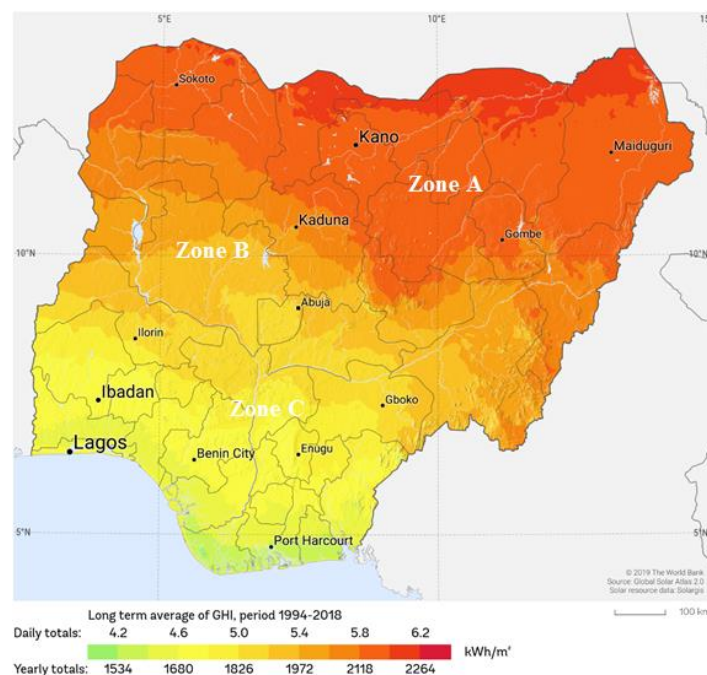 5°E 10°E 15
Sokoto
Kano
Maiduguri
Zone A
Kaduna
Gombe
10°N 10°N
Zone B
Abuja
Ilorin
Ibadan
Gboko
Zone C
Lagos
Benin City
Enugu
5°N 5°N
Port Harcourt
© 2019 The World Bank
Source: Global Solar Atlas 2.0
Solar resource data: Solargis
100 km
Long term average of GHI, period 1994-2018
Daily totals: 4.2 4.6 5.0 5.4 5.8 6.2
kWh/m²
Yearly totals: 1534 1680 1826 1972 2118 2264